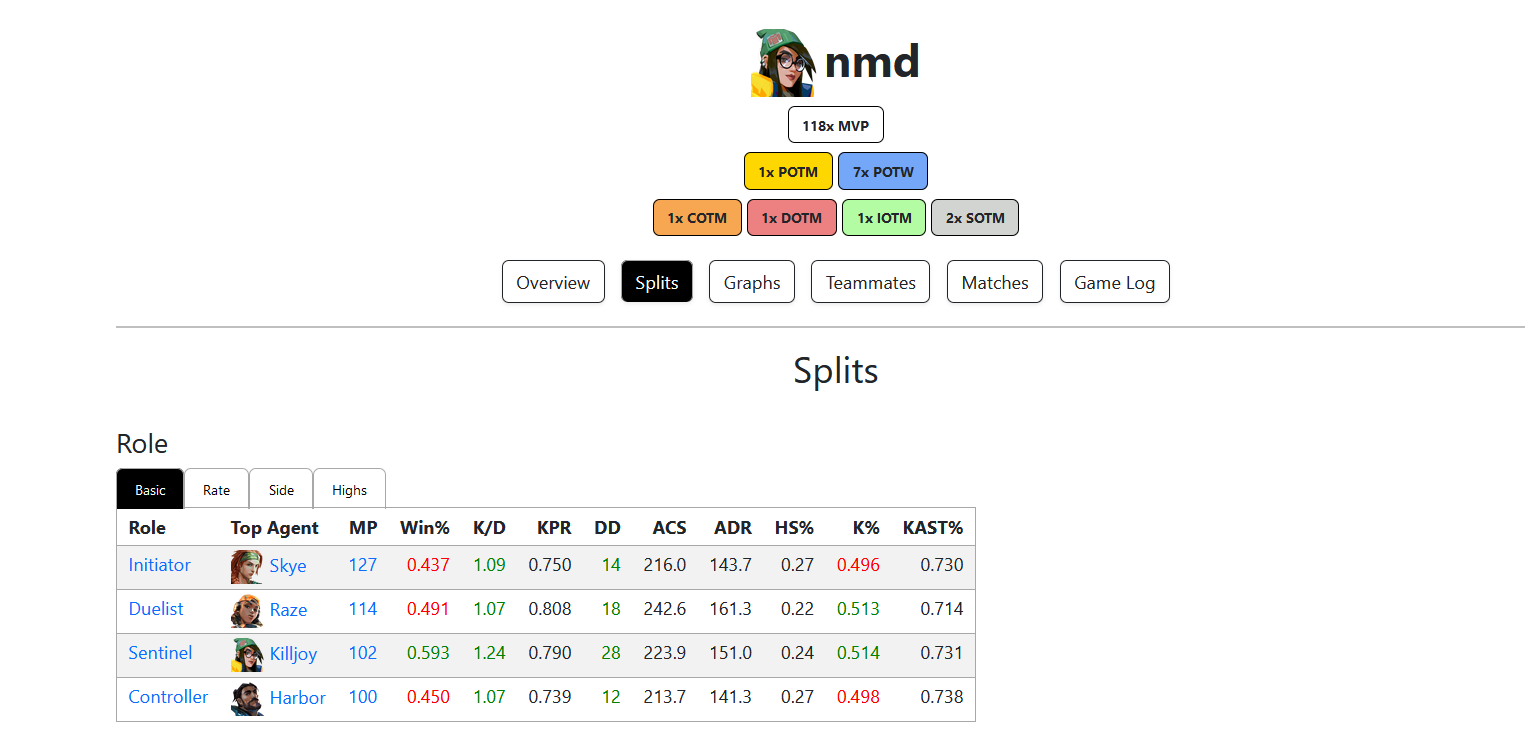 nmd
118x MVP
1x POTM 7x POTW
1x COTM 1x DOTM 1x IOTM 2x SOTM
Overview Splits Graphs Teammates Matches Game Log
Splits
Role
Basic Rate Side Highs
Role Top Agent MP Win% K/D KPR DD ACS ADR HS% K% KAST%
Initiator Skye 127 0.437 1.09 0.750 14 216.0 143.7 0.27 0.496 0.730
Duelist Raze 114 0.491 1.07 0.808 18 242.6 161.3 0.22 0.513 0.714
Sentinel Killjoy 102 0.593 1.24 0.790 28 223.9 151.0 0.24 0.514 0.731
Controller Harbor 100 0.450 1.07 0.739 12 213.7 141.3 0.27 0.498 0.738